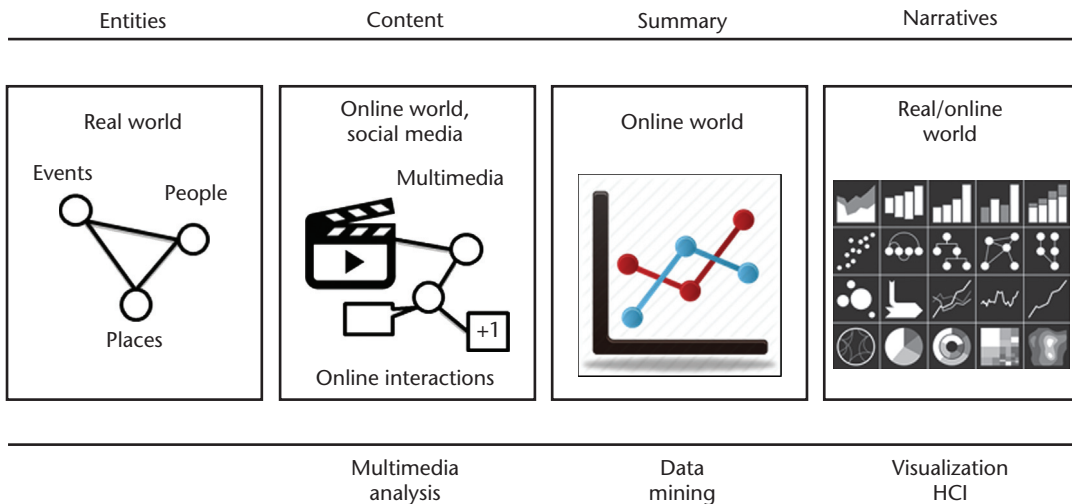 Entities
Content
Summary
Narratives
Real world
Events
People
Places
Online world,
social media
Multimedia
+1
Online interactions
Online world
Real/online
world
Multimedia
analysis
Data
mining
Visualization
HCI